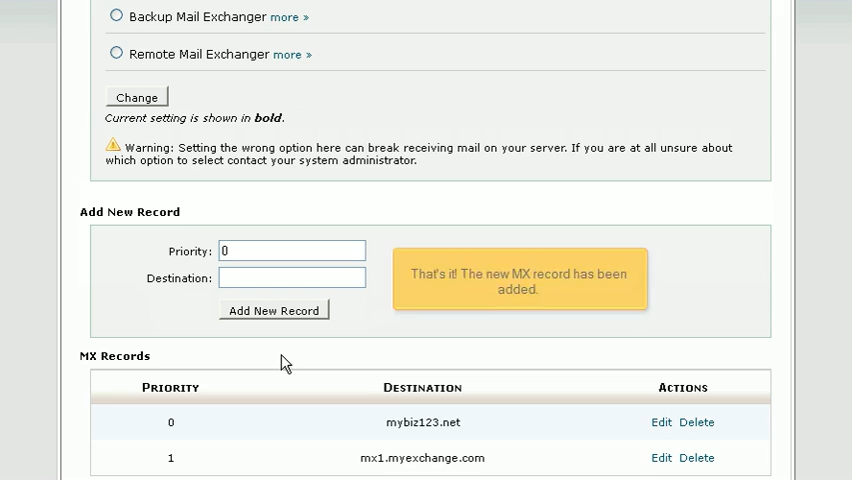 Backup Mail Exchanger more »
Remote Mail Exchanger more »
Change
Current setting is shown in bold.
Warning: Setting the wrong option here can break receiving mail on your server. If you are at all unsure about
which option to select contact your system administrator.
Add New Record
Priority: 0
Destination:
That's it! The new MX record has been
added.
Add New Record
MX Records
PRIORITY DESTINATION ACTIONS
0 mybiz123.net Edit Delete
1 mx1.myexchange.com Edit Delete